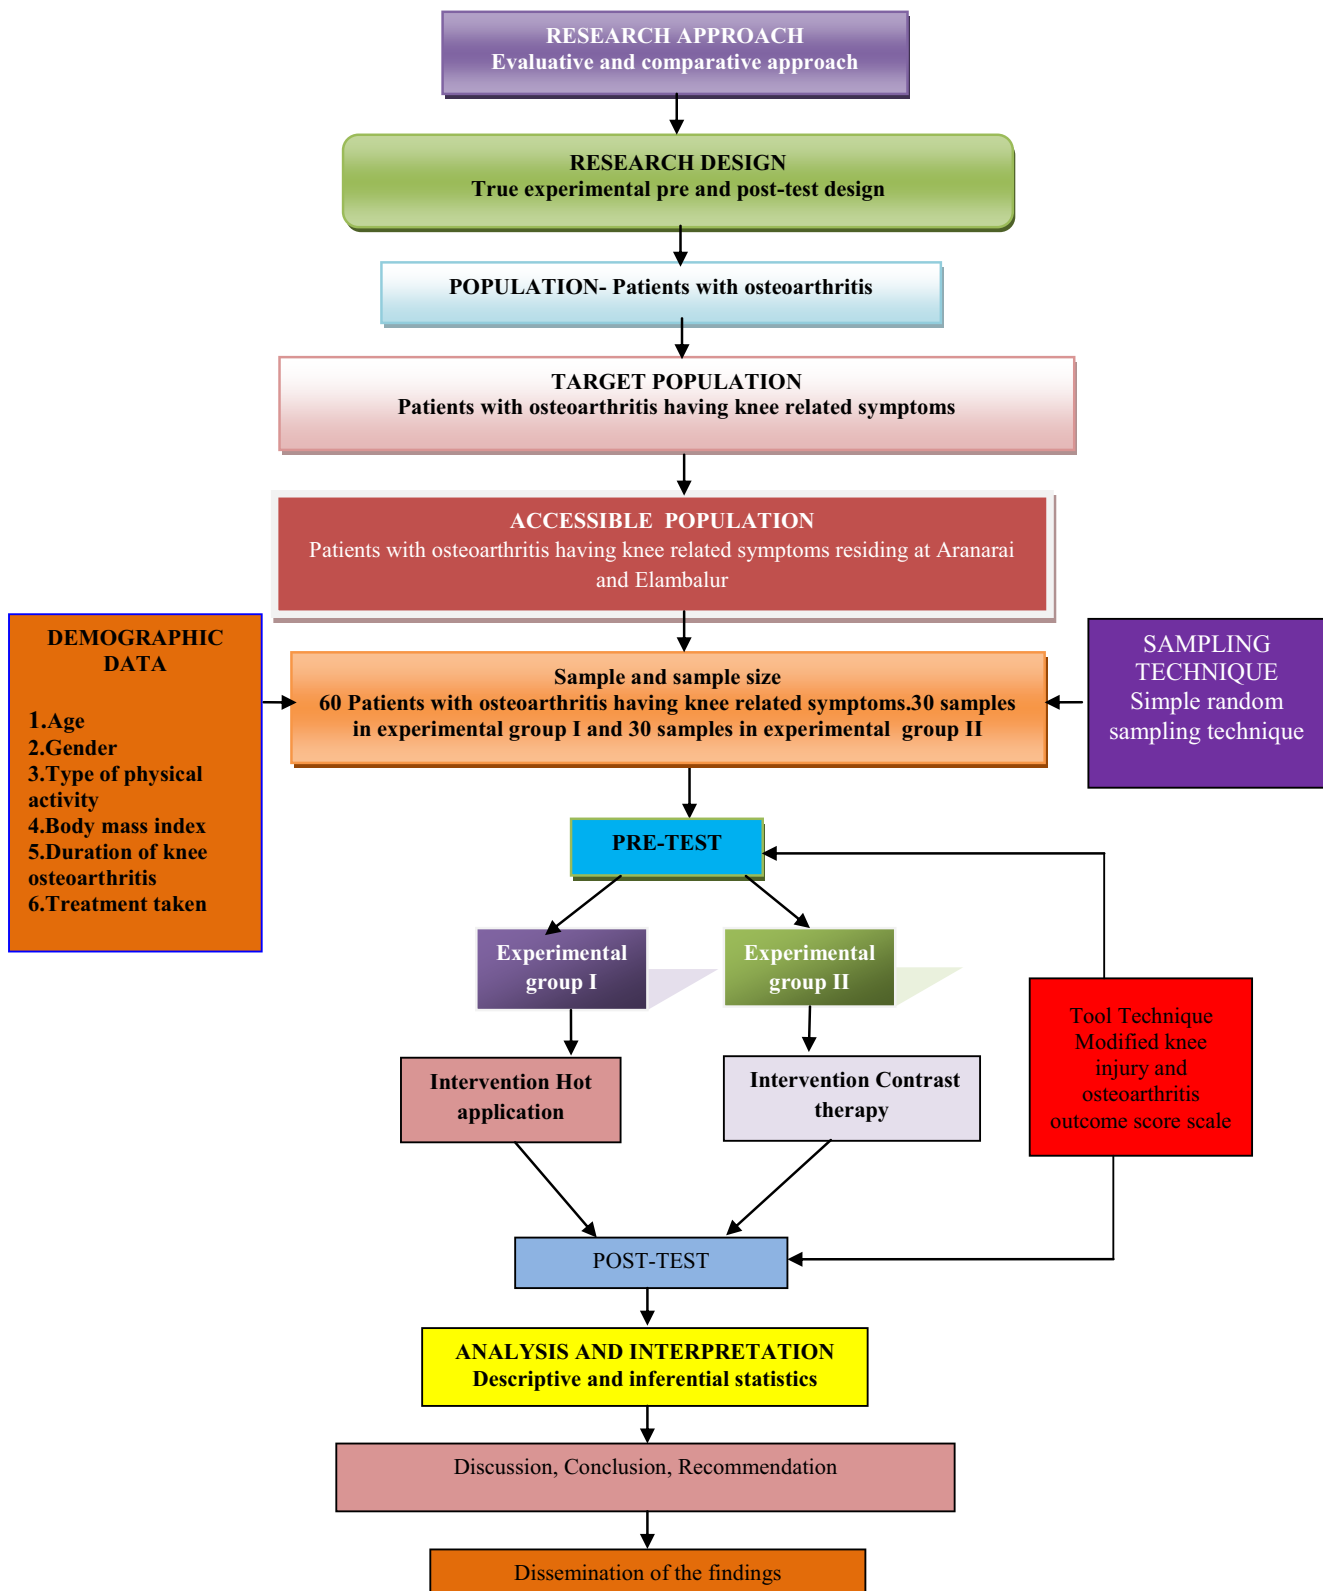 RESEARCH APPROACH
Evaluative and comparative approach
RESEARCH DESIGN
True experimental pre and post-test design
POPULATION- Patients with osteoarthritis
TARGET POPULATION
Patients with osteoarthritis having knee related symptoms
ACCESSIBLE POPULATION
Patients with osteoarthritis having knee related symptoms residing at Aranarai
and Elambalur
DEMOGRAPHIC
DATA
1.Age
2.Gender
3.Type of physical
activity
4.Body mass index
5.Duration of knee
osteoarthritis
6.Treatment taken
Sample and sample size
60 Patients with osteoarthritis having knee related symptoms.30 samples
in experimental group I and 30 samples in experimental group II
SAMPLING
TECHNIQUE
Simple random
sampling technique
PRE-TEST
Experimental
group I
Experimental
group II
Tool Technique
Modified knee
injury and
osteoarthritis
outcome score scale
Intervention Hot
application
Intervention Contrast
therapy
POST-TEST
ANALYSIS AND INTERPRETATION
Descriptive and inferential statistics
Discussion, Conclusion, Recommendation
Dissemination of the findings